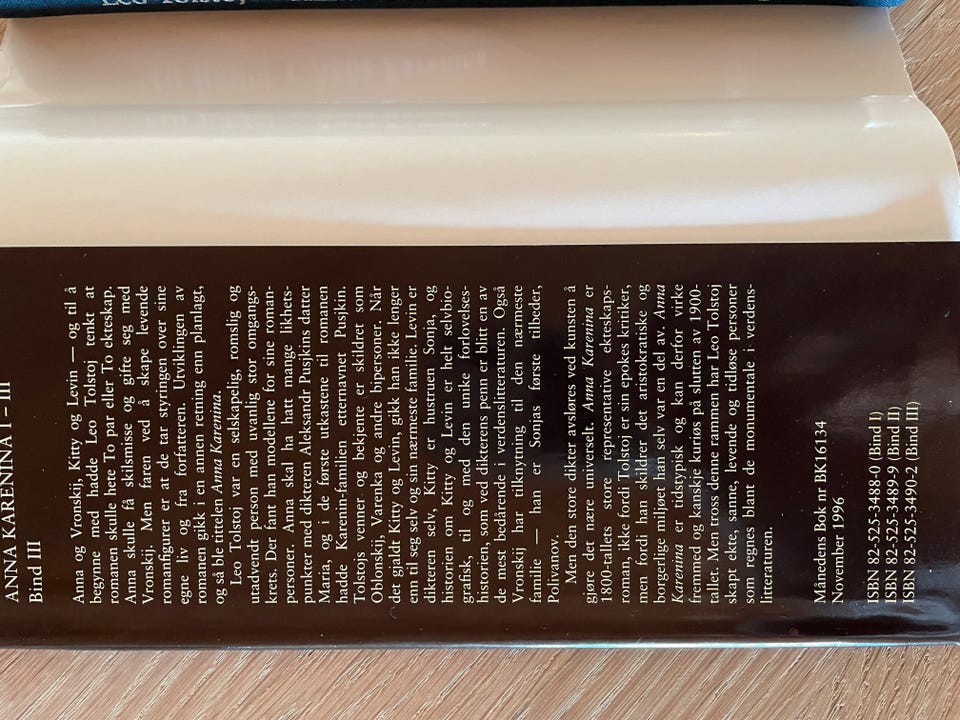 Leo Tolstoj
ANNA KARENINA I – III
Bind III
Anna og Vronskij, Kitty og Levin — og til å
begynne med hadde Leo Tolstoj tenkt at
romanen skulle hete To par eller To ekteskap.
Anna skulle få skilsmisse og gifte seg med
Vronskij. Men faren ved å skape levende
romanfigurer er at de tar styringen over sine
egne liv og fra forfatteren. Utviklingen av
romanen gikk i en annen retning enn planlagt,
og så ble tittelen Anna Karenina.
Leo Tolstoj var en selskapelig, romslig og
utadvendt person med uvanlig stor omgangs-
krets. Der fant han modellene for sine roman-
personer. Anna skal ha hatt mange likhets-
punkter med dikteren Aleksandr Pusjkins datter
Maria, og i de første utkastene til romanen
hadde Karenin-familien etternavnet Pusjkin.
Tolstojs venner og bekjente er skildret som
Oblonskij, Varenka og andre bipersoner. Når
det gjaldt Kitty og Levin, gikk han ikke lenger
enn til seg selv og sin nærmeste familie. Levin er
dikteren selv, Kitty er hustruen Sonja, og
historien om Kitty og Levin er helt selvbio-
grafisk, til og med den unike forlovelses-
historien, som ved dikterens penn er blitt en av
de mest bedårende i verdenslitteraturen. Også
Vronskij har tilknytning til den nærmeste
familie — han er Sonjas første tilbeder,
Polivanov.
Men den store dikter avsløres ved kunsten å
gjøre det nære universelt. Anna Karenina er
1800-tallets store representative ekteskaps-
roman, ikke fordi Tolstoj er sin epokes kritiker,
men fordi han skildrer det aristokratiske og
borgerlige miljøet han selv var en del av. Anna
Karenina er tidstypisk og kan derfor virke
fremmed og kanskje kuriøs på slutten av 1900-
tallet. Men tross denne rammen har Leo Tolstoj
skapt ekte, sanne, levende og tidløse personer
som regnes blant de monumentale i verdens-
litteraturen.
Månedens Bok nr BK16134
November 1996
ISBN 82-525-3488-0 (Bind I)
ISBN 82-525-3489-9 (Bind II)
ISBN 82-525-3490-2 (Bind III)